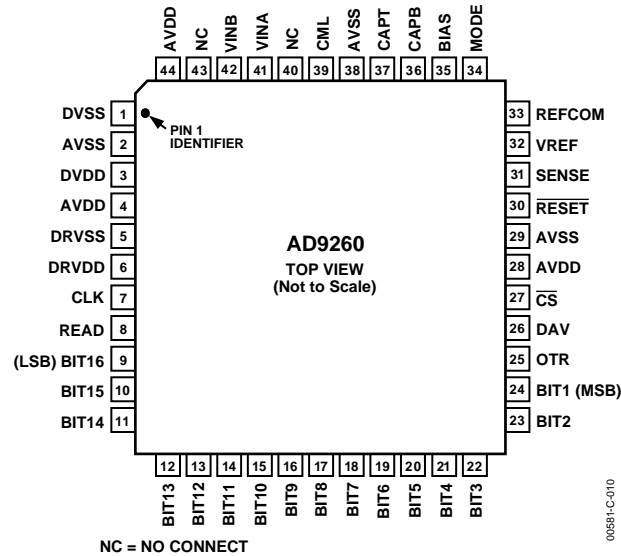 AVDD
NC
VINB
VINA
NC
CML
AVSS
CAPT
CAPB
BIAS
MODE
44 43 42 41 40 39 38 37 36 35 34
DVSS 1
AVSS 2
DVDD 3
AVDD 4
DRVSS 5
DRVDD 6
CLK 7
READ 8
(LSB) BIT16 9
BIT15 10
BIT14 11
PIN 1
IDENTIFIER
AD9260
TOP VIEW
(Not to Scale)
33 REFCOM
32 VREF
31 SENSE
30 RESET
29 AVSS
28 AVDD
27 CS
26 DAV
25 OTR
24 BIT1 (MSB)
23 BIT2
12 13 14 15 16 17 18 19 20 21 22
BIT13
BIT12
BIT11
BIT10
BIT9
BIT8
BIT7
BIT6
BIT5
BIT4
BIT3
NC = NO CONNECT
00581-C-010